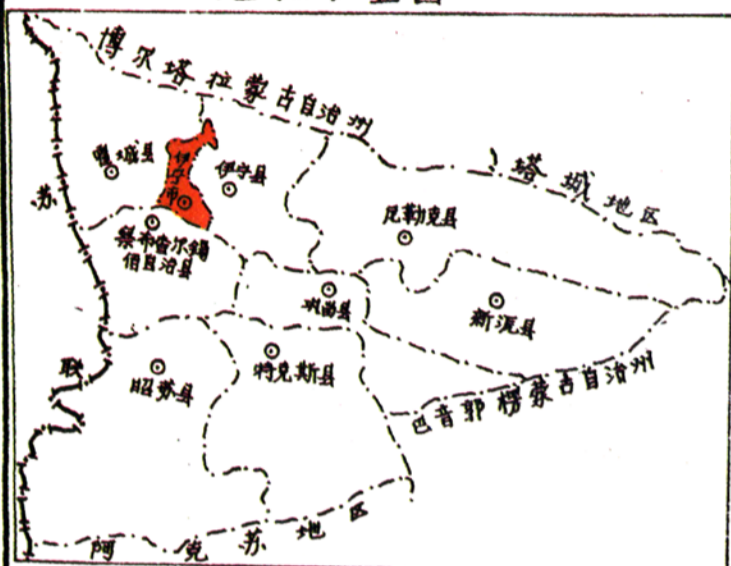 博尔塔拉蒙古自治州
塔城地区
霍城县
伊宁市
伊宁县
尼勒克县
苏
察布查尔锡
伯自治县
巩留县
新源县
联
昭苏县
特克斯县
巴音郭楞蒙古自治州
阿克苏地区